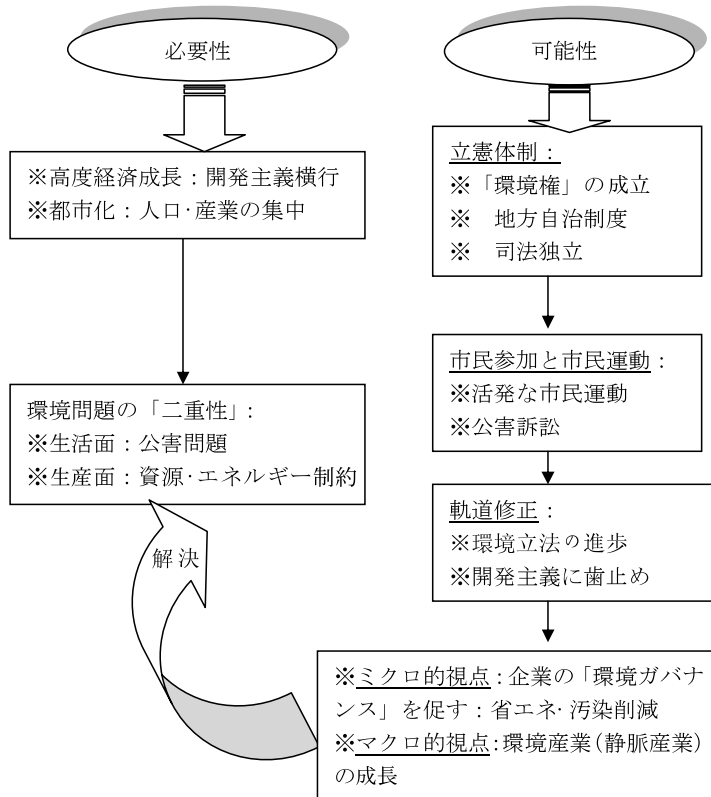 必要性
※高度経済成長：開発主義横行
※都市化：人口･産業の集中
環境問題の「二重性」：
※生活面：公害問題
※生産面：資源･エネルギー制約
解決
可能性
立憲体制：
※「環境権」の成立
※　地方自治制度
※　司法独立
市民参加と市民運動：
※活発な市民運動
※公害訴訟
軌道修正：
※環境立法の進歩
※開発主義に歯止め
※ミクロ的視点：企業の「環境ガバナ
ンス」を促す：省エネ･汚染削減
※マクロ的視点：環境産業(静脈産業)
の成長